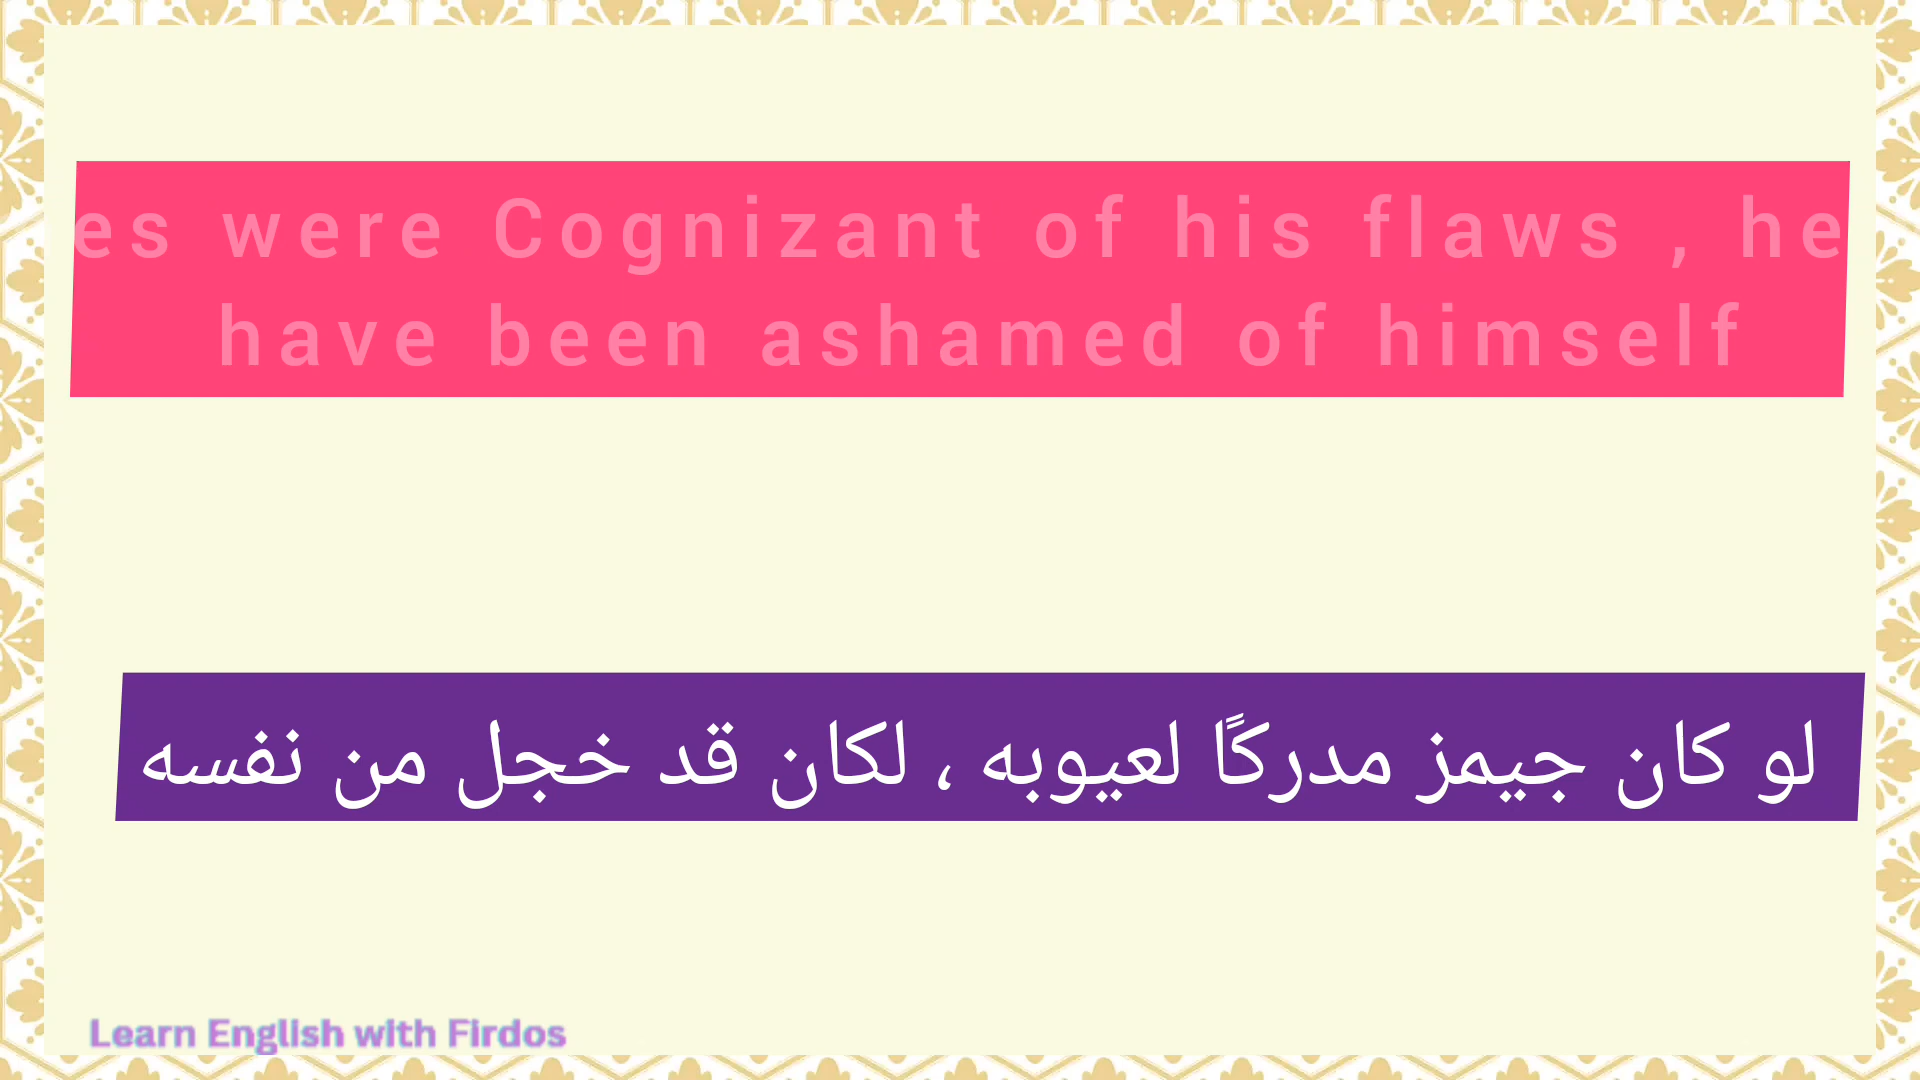 es were Cognizant of his flaws , he
have been ashamed of himself
لو كان جيمز مدركًا لعيوبه ، لكان قد خجل من نفسه
Learn English with Firdos